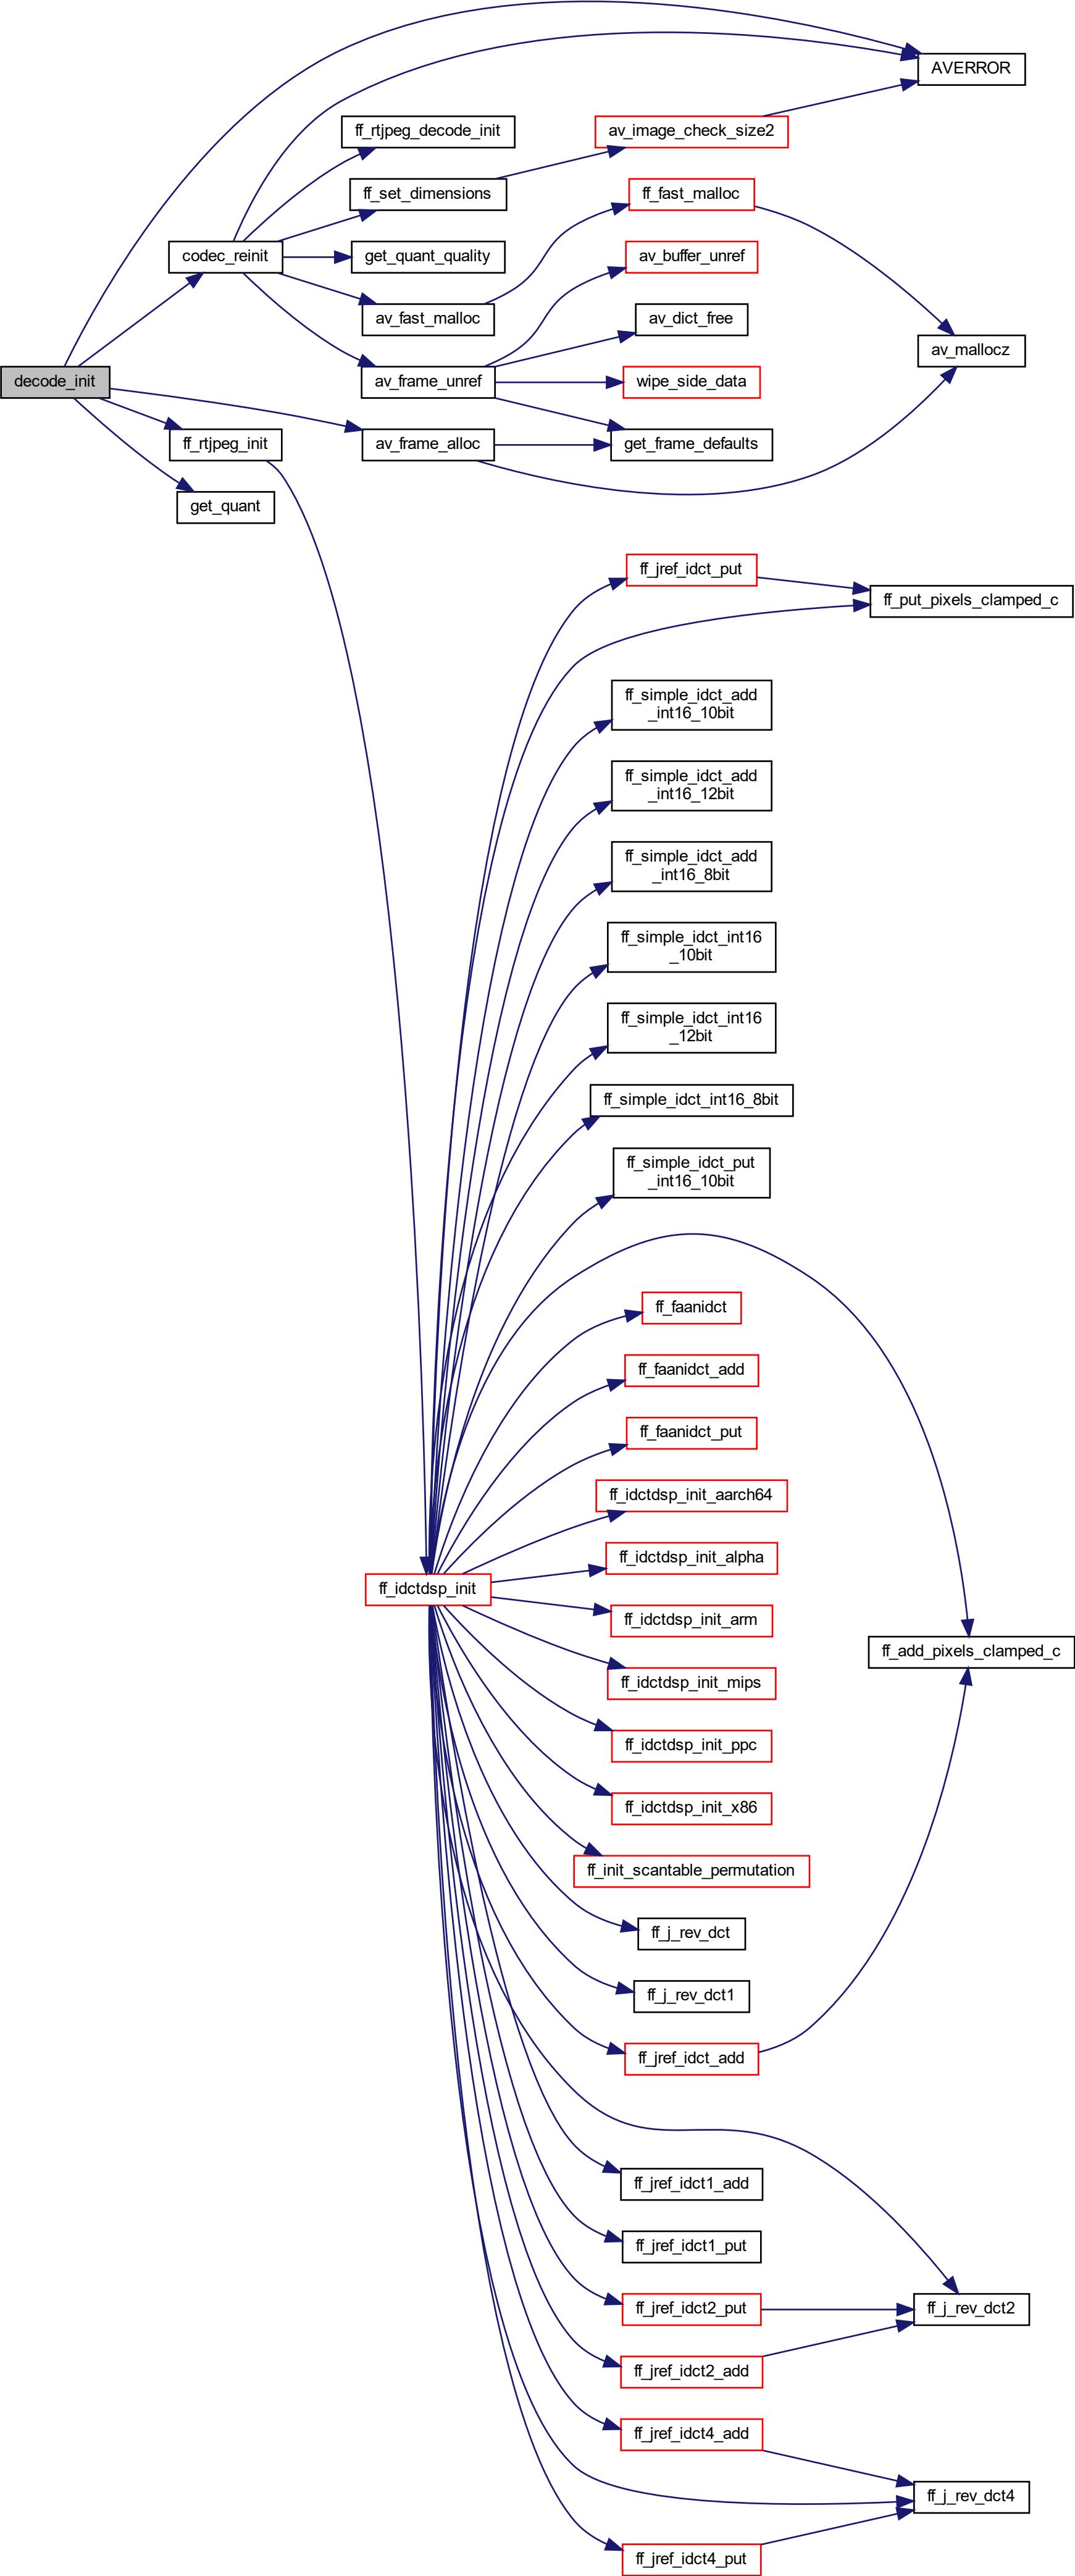 AVERROR
ff_rtjpeg_decode_init
av_image_check_size2
ff_set_dimensions
ff_fast_malloc
codec_reinit
get_quant_quality
av_buffer_unref
av_fast_malloc
av_dict_free
av_mallocz
decode_init
av_frame_unref
wipe_side_data
ff_rtjpeg_init
av_frame_alloc
get_frame_defaults
get_quant
ff_jref_idct_put
ff_put_pixels_clamped_c
ff_simple_idct_add
_int16_10bit
ff_simple_idct_add
_int16_12bit
ff_simple_idct_add
_int16_8bit
ff_simple_idct_int16
_10bit
ff_simple_idct_int16
_12bit
ff_simple_idct_int16_8bit
ff_simple_idct_put
_int16_10bit
ff_faanidct
ff_faanidct_add
ff_faanidct_put
ff_idctdsp_init_aarch64
ff_idctdsp_init_alpha
ff_idctdsp_init
ff_idctdsp_init_arm
ff_add_pixels_clamped_c
ff_idctdsp_init_mips
ff_idctdsp_init_ppc
ff_idctdsp_init_x86
ff_init_scantable_permutation
ff_j_rev_dct
ff_j_rev_dct1
ff_jref_idct_add
ff_jref_idct1_add
ff_jref_idct1_put
ff_jref_idct2_put
ff_j_rev_dct2
ff_jref_idct2_add
ff_jref_idct4_add
ff_j_rev_dct4
ff_jref_idct4_put